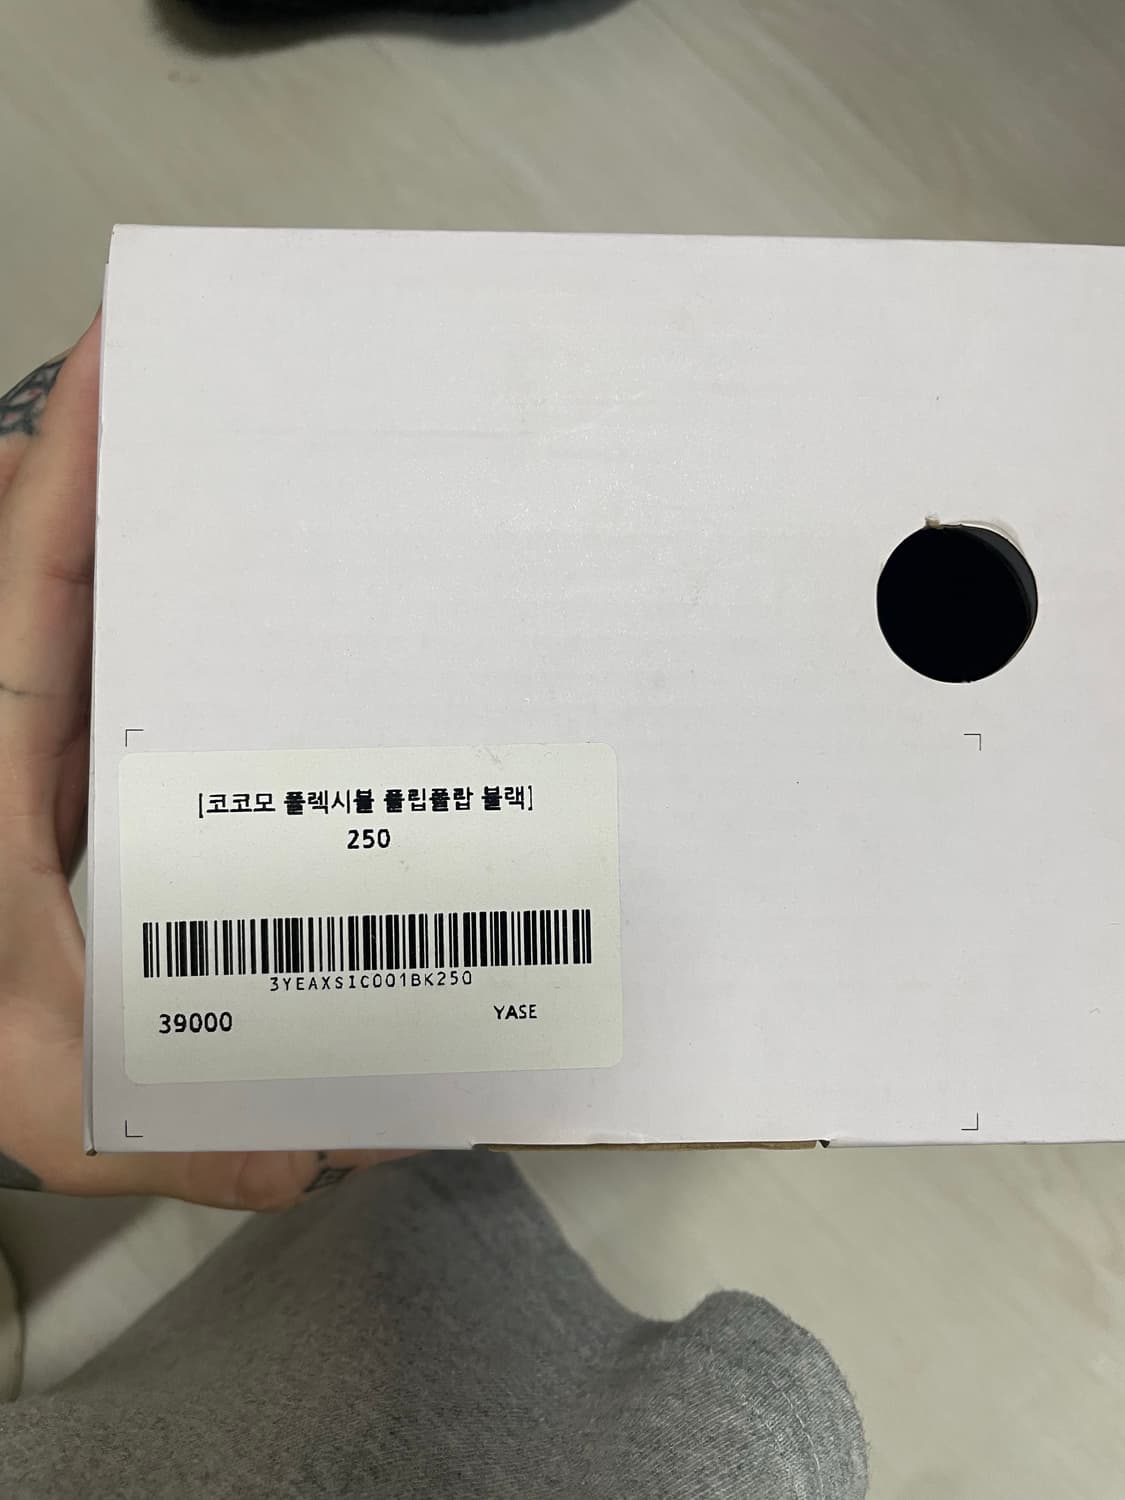 [코코모 플렉시블 플립플랍 블랙]
250
3YEAXSIC001BK250
39000
YASE